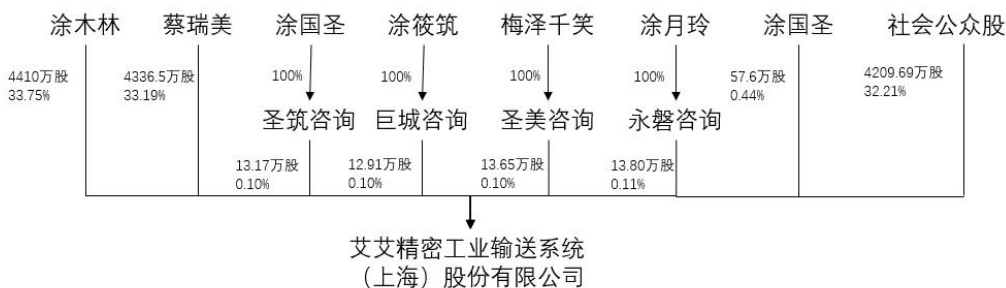 涂木林 蔡瑞美 涂国圣 涂筱筑 梅泽千笑 涂月玲 涂国圣 社会公众股
4410万股 4336.5万股 100% 100% 100% 100% 57.6万股 4209.69万股
33.75% 33.19% 0.44% 32.21%
圣筑咨询 巨城咨询 圣美咨询 永磐咨询
13.17万股 12.91万股 13.65万股 13.80万股
0.10% 0.10% 0.10% 0.11%
艾艾精密工业输送系统
（上海）股份有限公司